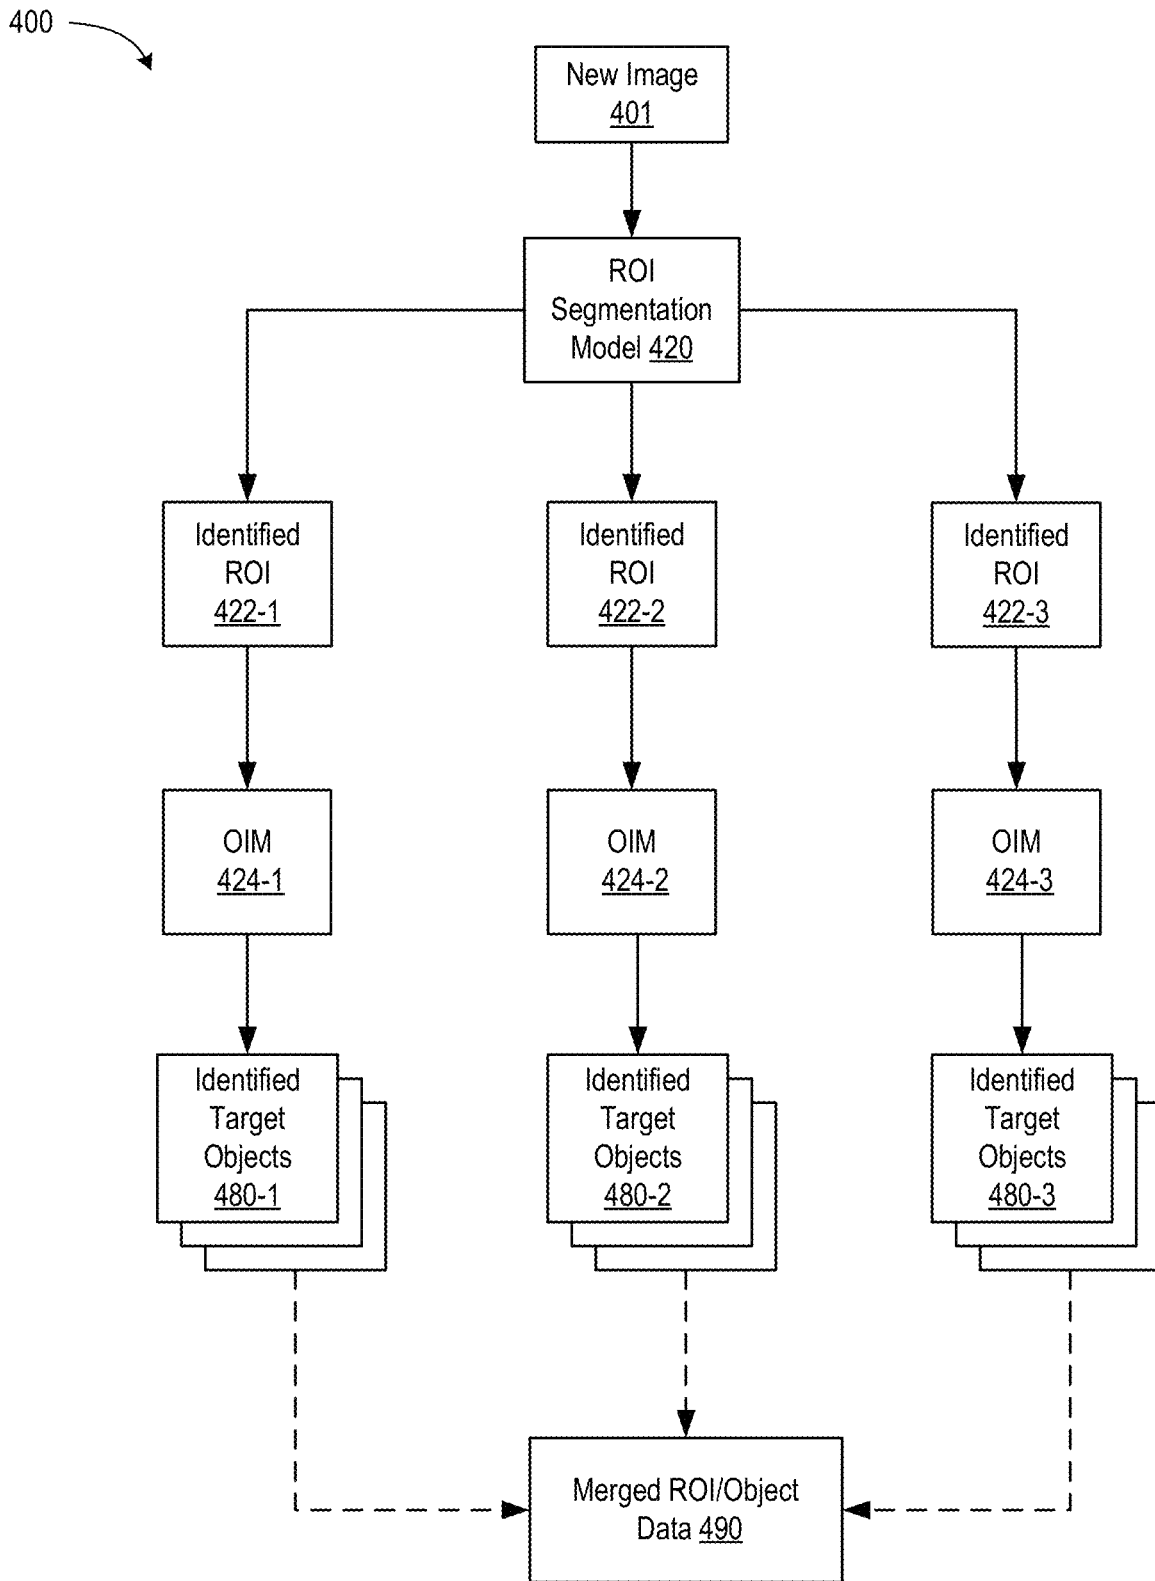 400
New Image
401
ROI
Segmentation
Model 420
Identified
ROI
422-1
Identified
ROI
422-2
Identified
ROI
422-3
OIM
424-1
OIM
424-2
OIM
424-3
Identified
Target
Objects
480-1
Identified
Target
Objects
480-2
Identified
Target
Objects
480-3
Merged ROI/Object
Data 490